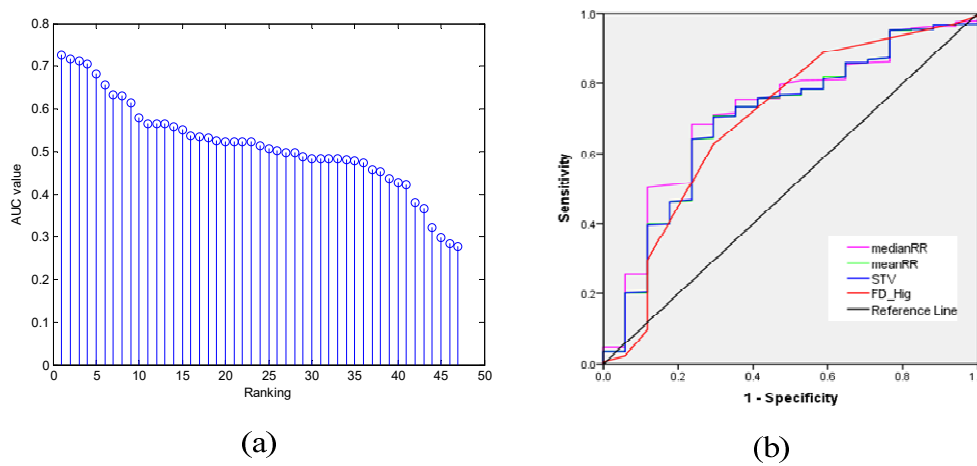 0.8
0.7
0.6
0.5
0.4
0.3
0.2
0.1
0
AUC value
0 5 10 15 20 25 30 35 40 45 50
Ranking
(a)
1.0
0.8
0.6
0.4
0.2
0.0
Sensitivity
medianRR
meanRR
STV
FD_Hig
Reference Line
0.0 0.2 0.4 0.6 0.8 1.0
1 - Specificity
(b)